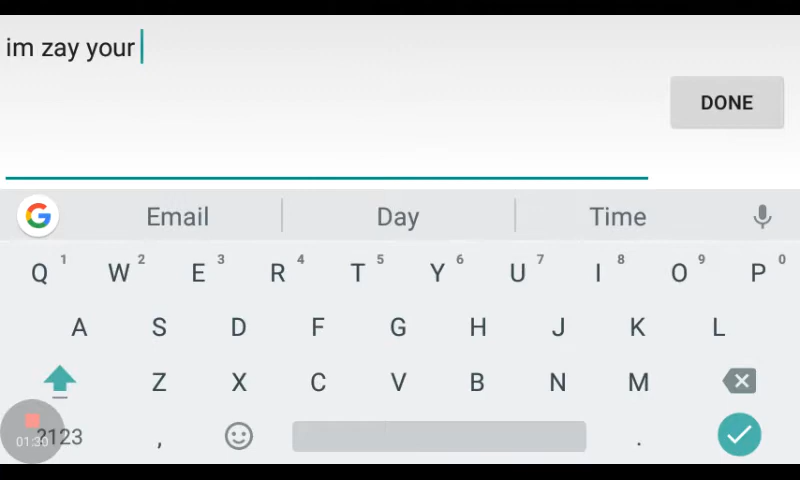 im zay your
DONE
Email Day Time
Q 1 W 2 E 3 R 4 T 5 Y 6 U 7 I 8 O 9 P 0
A S D F G H J K L
Z X C V B N M
01:30 ?123 , .